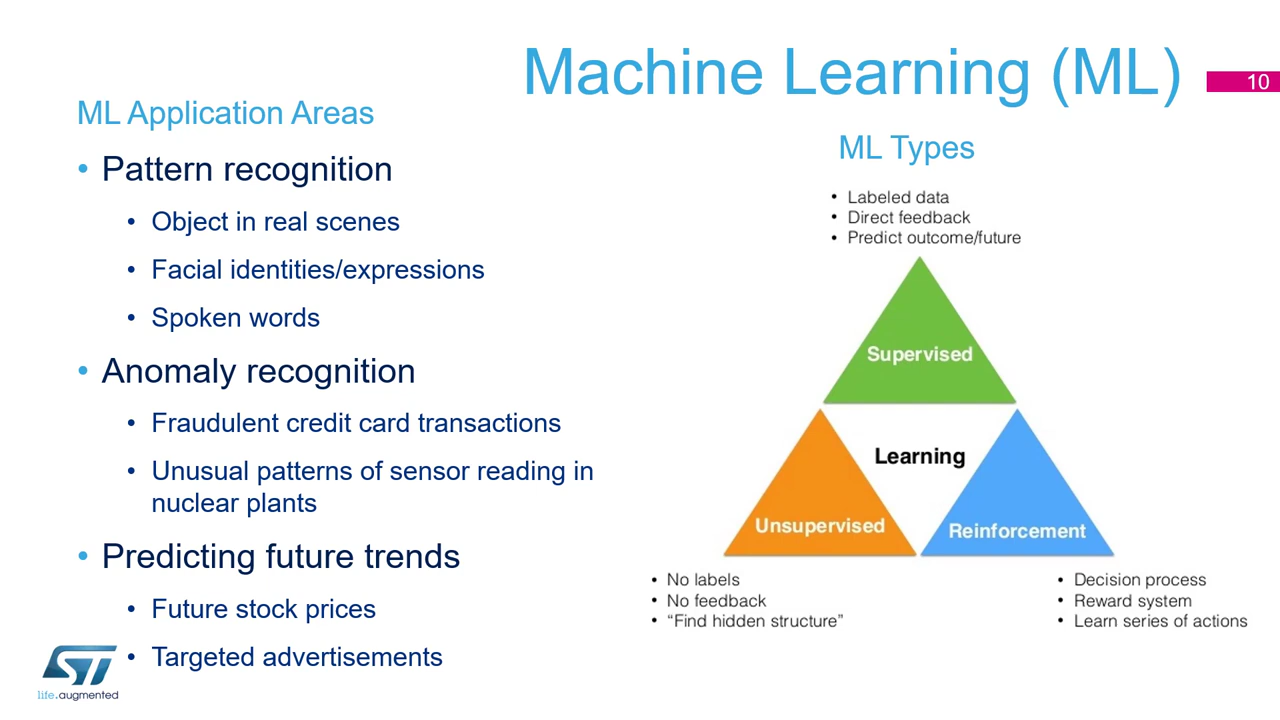 Machine Learning (ML)
10
ML Application Areas
• Pattern recognition
• Object in real scenes
• Facial identities/expressions
• Spoken words
• Anomaly recognition
• Fraudulent credit card transactions
• Unusual patterns of sensor reading in
nuclear plants
• Predicting future trends
• Future stock prices
• Targeted advertisements
ML Types
• Labeled data
• Direct feedback
• Predict outcome/future
Supervised
Learning
Unsupervised
Reinforcement
• No labels
• No feedback
• “Find hidden structure”
• Decision process
• Reward system
• Learn series of actions
ST
life.augmented